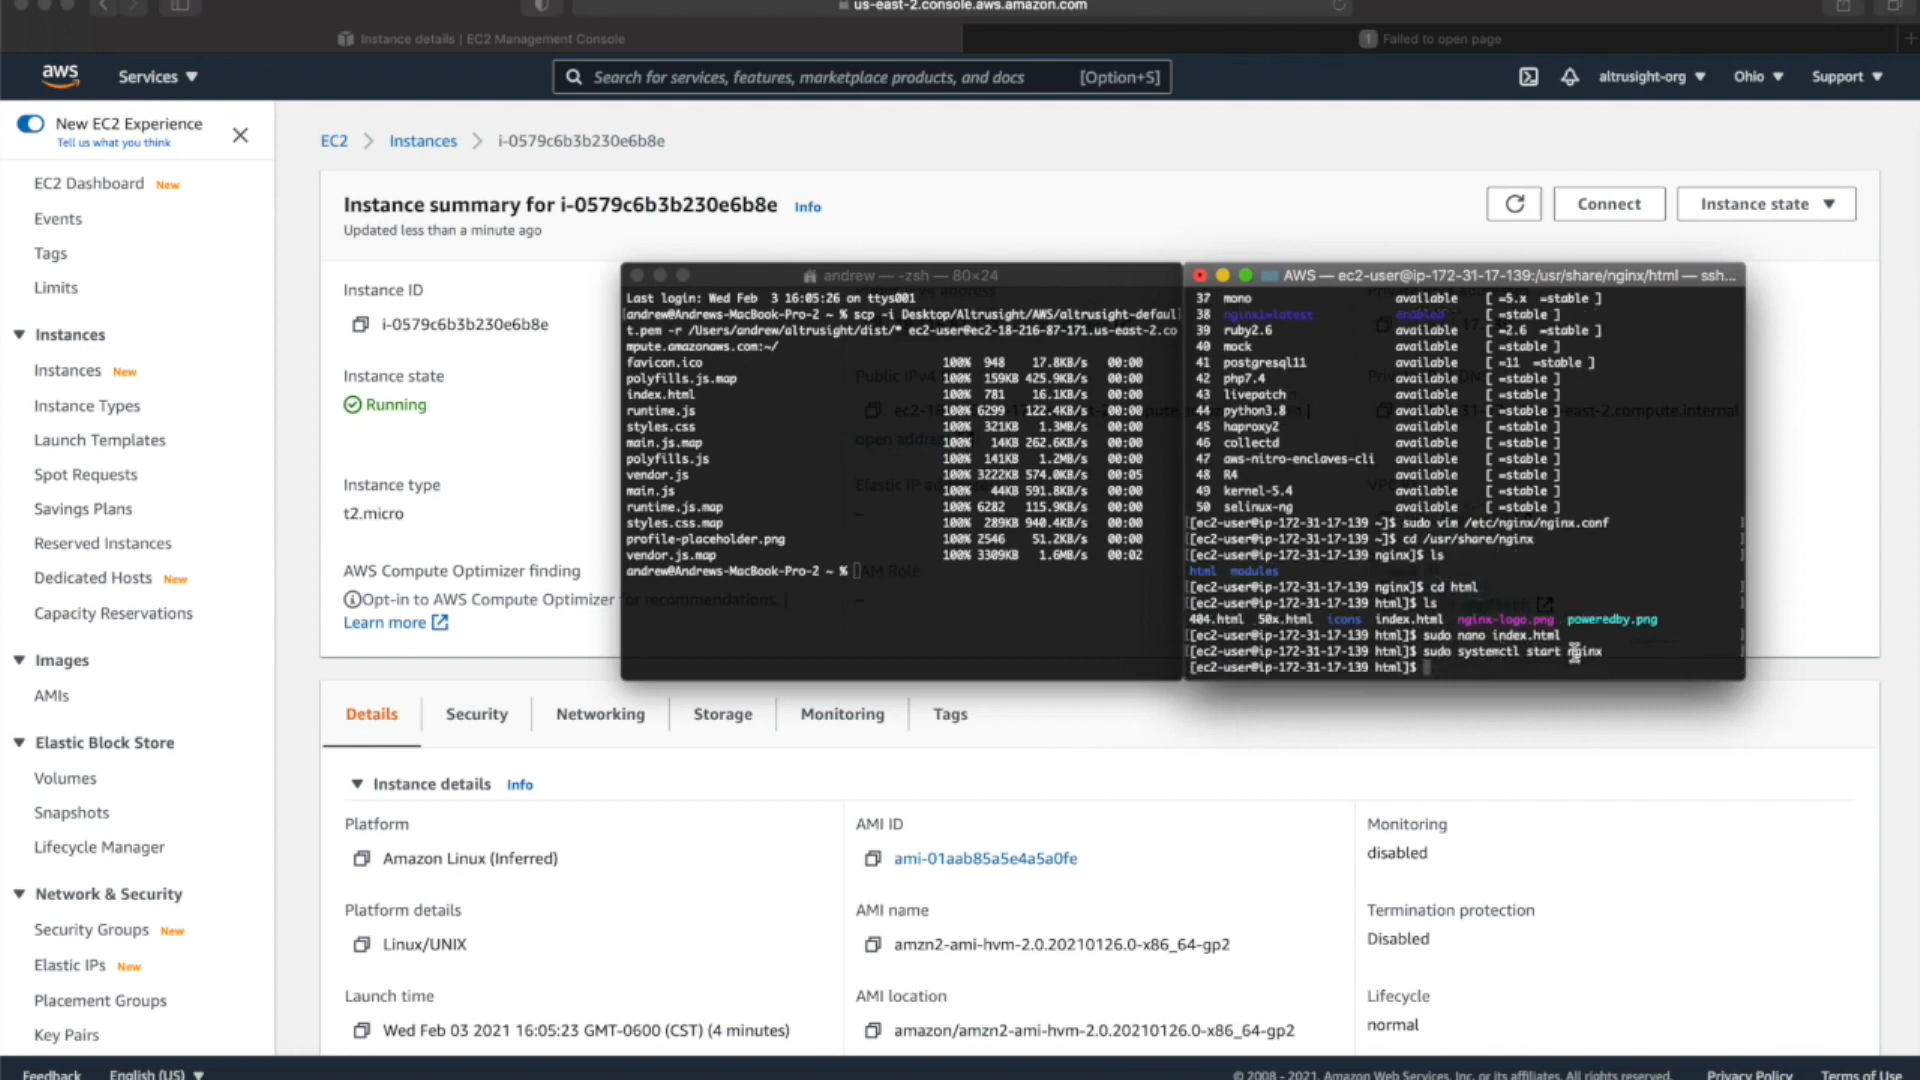 us-east-2.console.aws.amazon.com
Instance details | EC2 Management Console
1 Failed to open page
aws
Services ▼
Search for services, features, marketplace products, and docs [Option+S]
altrusight-org ▼
Ohio ▼
Support ▼
New EC2 Experience
Tell us what you think
EC2 Dashboard New
Events
Tags
Limits
Instances
Instances New
Instance Types
Launch Templates
Spot Requests
Savings Plans
Reserved Instances
Dedicated Hosts New
Capacity Reservations
Images
AMIs
Elastic Block Store
Volumes
Snapshots
Lifecycle Manager
Network & Security
Security Groups New
Elastic IPs New
Placement Groups
Key Pairs
EC2 > Instances > i-0579c6b3b230e6b8e
Instance summary for i-0579c6b3b230e6b8e Info
Updated less than a minute ago
Connect
Instance state ▼
Instance ID
i-0579c6b3b230e6b8e
Instance state
Running
Instance type
t2.micro
AWS Compute Optimizer finding
Opt-in to AWS Compute Optimizer for recommendations. |
Learn more
andrew — -zsh — 80×24
Last login: Wed Feb  3 16:05:26 on ttys001
[andrew@Andrews-MacBook-Pro-2 ~ % scp -i Desktop/Altrusight/AWS/altrusight-defaul]
t.pem -r /Users/andrew/altrusight/dist/* ec2-user@ec2-18-216-87-171.us-east-2.co
mpute.amazonaws.com:~/
favicon.ico 100% 948 17.8KB/s 00:00
polyfills.js.map 100% 159KB 425.9KB/s 00:00
index.html 100% 781 16.1KB/s 00:00
runtime.js 100% 6299 122.4KB/s 00:00
styles.css 100% 321KB 1.3MB/s 00:00
main.js.map 100% 14KB 262.6KB/s 00:00
polyfills.js 100% 141KB 1.2MB/s 00:00
vendor.js 100% 3222KB 574.0KB/s 00:05
main.js 100% 44KB 591.8KB/s 00:00
runtime.js.map 100% 6282 115.9KB/s 00:00
styles.css.map 100% 289KB 940.4KB/s 00:00
profile-placeholder.png 100% 2546 51.2KB/s 00:00
vendor.js.map 100% 3309KB 1.6MB/s 00:02
andrew@Andrews-MacBook-Pro-2 ~ %
AWS — ec2-user@ip-172-31-17-139:/usr/share/nginx/html — ssh...
37 mono available [ =5.x =stable ]
38 nginx1=latest enabled [ =stable ]
39 ruby2.6 available [ =2.6 =stable ]
40 mock available [ =stable ]
41 postgresql11 available [ =11 =stable ]
42 php7.4 available [ =stable ]
43 livepatch available [ =stable ]
44 python3.8 available [ =stable ]
45 haproxy2 available [ =stable ]
46 collectd available [ =stable ]
47 aws-nitro-enclaves-cli available [ =stable ]
48 R4 available [ =stable ]
49 kernel-5.4 available [ =stable ]
50 selinux-ng available [ =stable ]
[[ec2-user@ip-172-31-17-139 ~]$ sudo vim /etc/nginx/nginx.conf ]
[[ec2-user@ip-172-31-17-139 ~]$ cd /usr/share/nginx ]
[[ec2-user@ip-172-31-17-139 nginx]$ ls ]
html modules
[[ec2-user@ip-172-31-17-139 nginx]$ cd html ]
[[ec2-user@ip-172-31-17-139 html]$ ls ]
404.html 50x.html icons index.html nginx-logo.png poweredby.png
[[ec2-user@ip-172-31-17-139 html]$ sudo nano index.html ]
[[ec2-user@ip-172-31-17-139 html]$ sudo systemctl start nginx ]
[ec2-user@ip-172-31-17-139 html]$
Details
Security
Networking
Storage
Monitoring
Tags
Instance details Info
Platform
Amazon Linux (Inferred)
AMI ID
ami-01aab85a5e4a5a0fe
Monitoring
disabled
Platform details
Linux/UNIX
AMI name
amzn2-ami-hvm-2.0.20210126.0-x86_64-gp2
Termination protection
Disabled
Launch time
Wed Feb 03 2021 16:05:23 GMT-0600 (CST) (4 minutes)
AMI location
amazon/amzn2-ami-hvm-2.0.20210126.0-x86_64-gp2
Lifecycle
normal
Feedback
English (US) ▼
© 2008 - 2021, Amazon Web Services, Inc. or its affiliates. All rights reserved.
Privacy Policy
Terms of Use